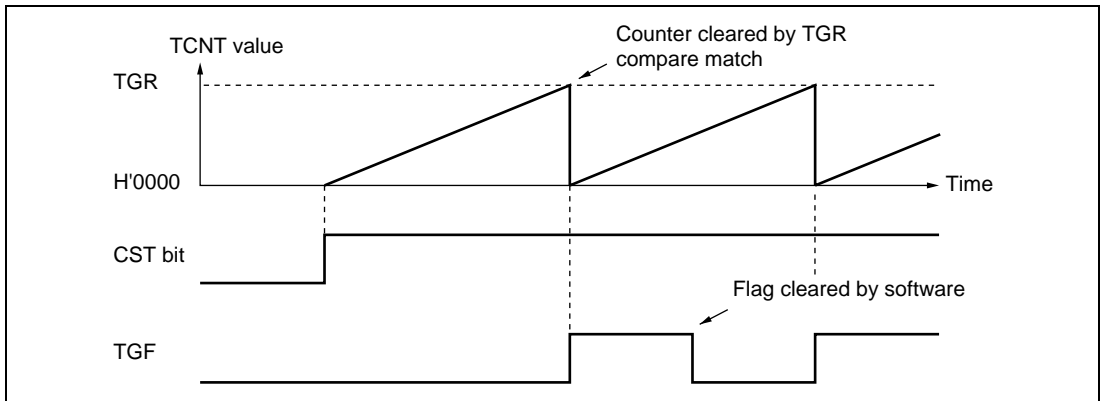 Counter cleared by TGR
compare match
TCNT value
TGR
H'0000
Time
CST bit
Flag cleared by software
TGF